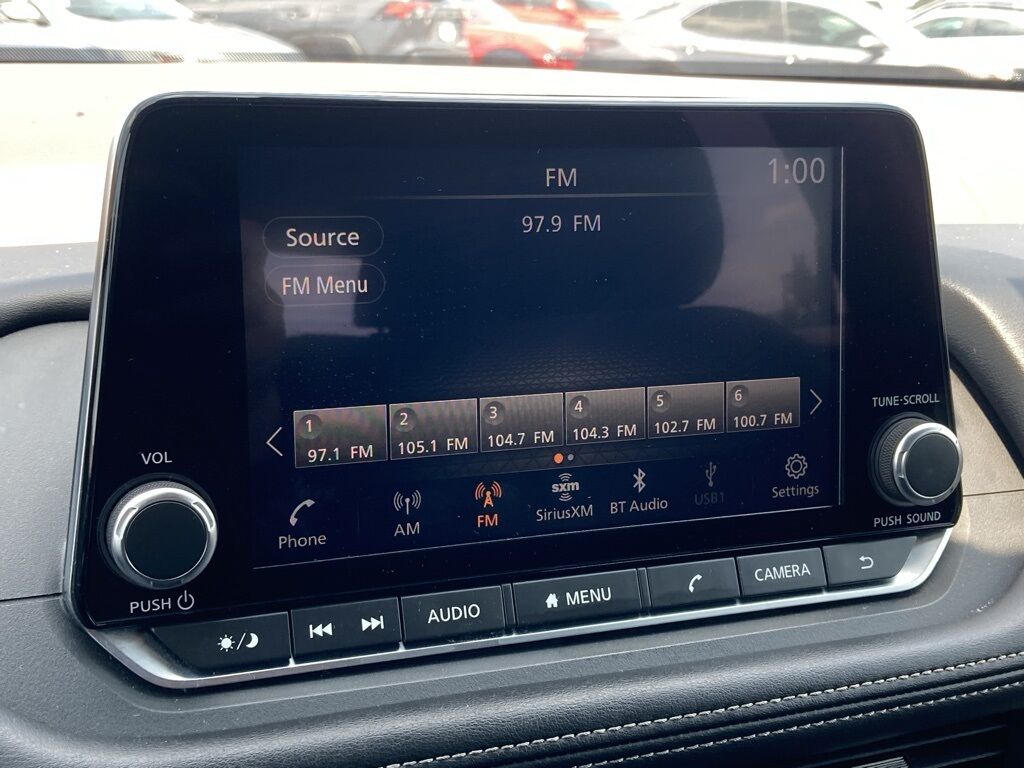 FM
1:00
97.9 FM
Source
FM Menu
1
97.1 FM
2
105.1 FM
3
104.7 FM
4
104.3 FM
5
102.7 FM
6
100.7 FM
Phone
AM
FM
sxm
SiriusXM
BT Audio
USB1
Settings
VOL
PUSH
TUNE·SCROLL
PUSH SOUND
AUDIO
MENU
CAMERA